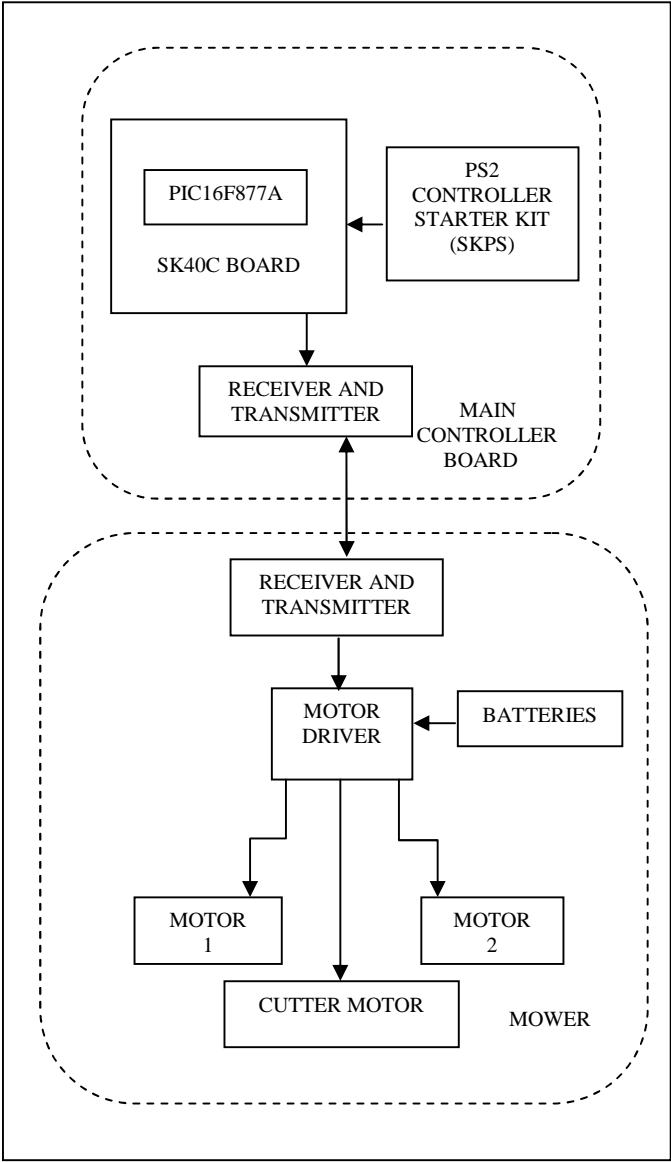 PIC16F877A
SK40C BOARD
PS2
CONTROLLER
STARTER KIT
(SKPS)
RECEIVER AND
TRANSMITTER
MAIN
CONTROLLER
BOARD
RECEIVER AND
TRANSMITTER
MOTOR
DRIVER
BATTERIES
MOTOR
1
MOTOR
2
CUTTER MOTOR
MOWER